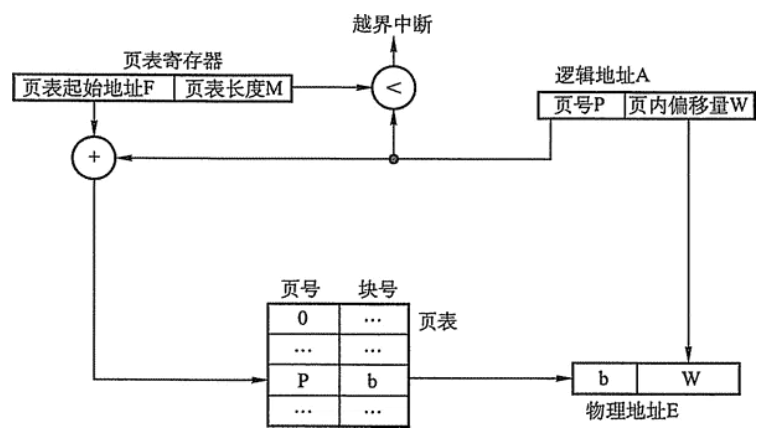 越界中断
页表寄存器
页表起始地址F 页表长度M
<
逻辑地址A
页号P 页内偏移量W
+
页号 块号
页表
0 …
… …
P b
… …
b W
物理地址E